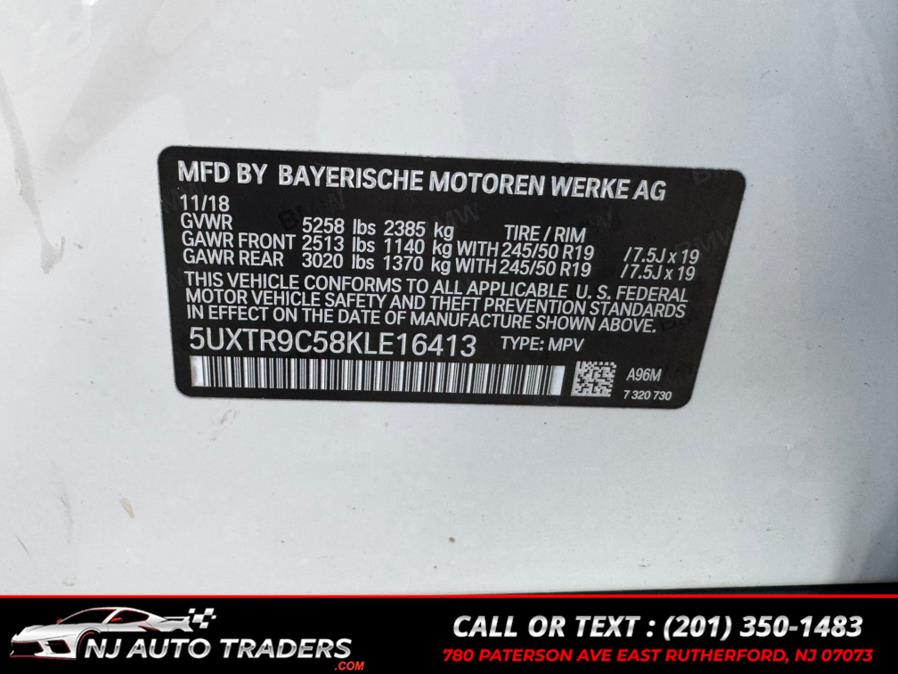 MFD BY BAYERISCHE MOTOREN WERKE AG
11/18
GVWR 5258 lbs 2385 kg TIRE / RIM
GAWR FRONT 2513 lbs 1140 kg WITH 245/50 R19 /7.5J x 19
GAWR REAR 3020 lbs 1370 kg WITH 245/50 R19 /7.5J x 19
THIS VEHICLE CONFORMS TO ALL APPLICABLE U. S. FEDERAL
MOTOR VEHICLE SAFETY AND THEFT PREVENTION STANDARDS
IN EFFECT ON THE DATE OF MANUFACTURE SHOWN ABOVE.
5UXTR9C58KLE16413 TYPE: MPV
A96M
7 320 730
NJ AUTO TRADERS
.COM
CALL OR TEXT : (201) 350-1483
780 PATERSON AVE EAST RUTHERFORD, NJ 07073